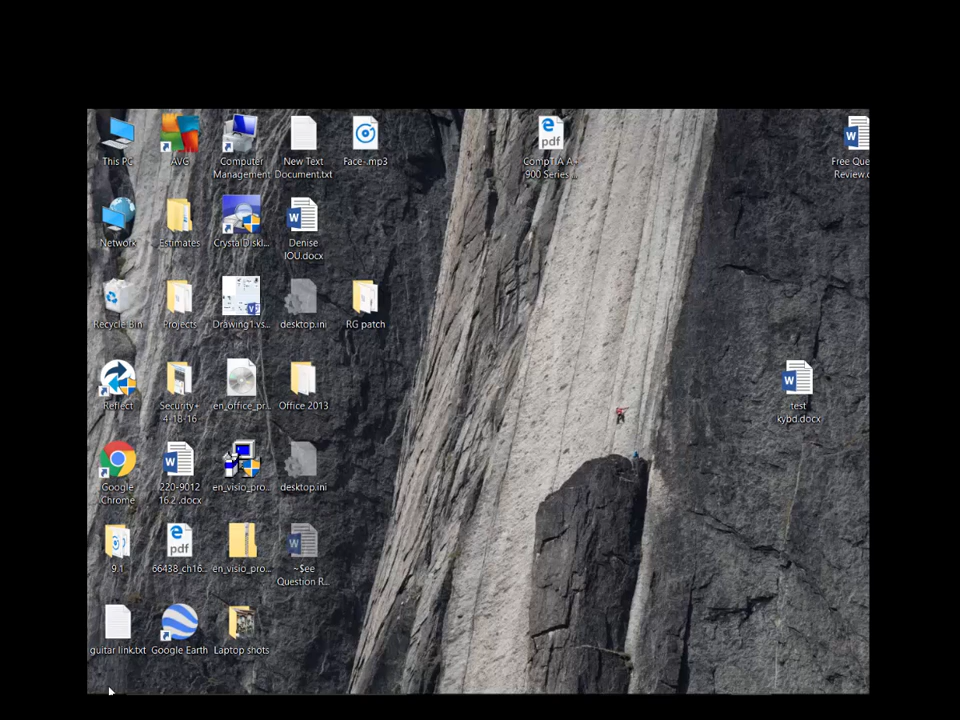 This PC
AVG
Computer
Management
New Text
Document.txt
Face-.mp3
pdf
CompTIA A-
900 Series ...
Free Que
Review.c
Network
Estimates
CrystalDiskI...
Denise
IOU.docx
Recycle Bin
Projects
Drawing1.vs...
desktop.ini
RG patch
Reflect
Security+
4-18-16
en_office_pr...
Office 2013
test
kybd.docx
Google
Chrome
220-9012
16.2 .docx
en_visio_pro...
desktop.ini
9.1
pdf
66438_ch16...
en_visio_pro...
~$ee
Question R...
guitar link.txt
Google Earth
Laptop shots